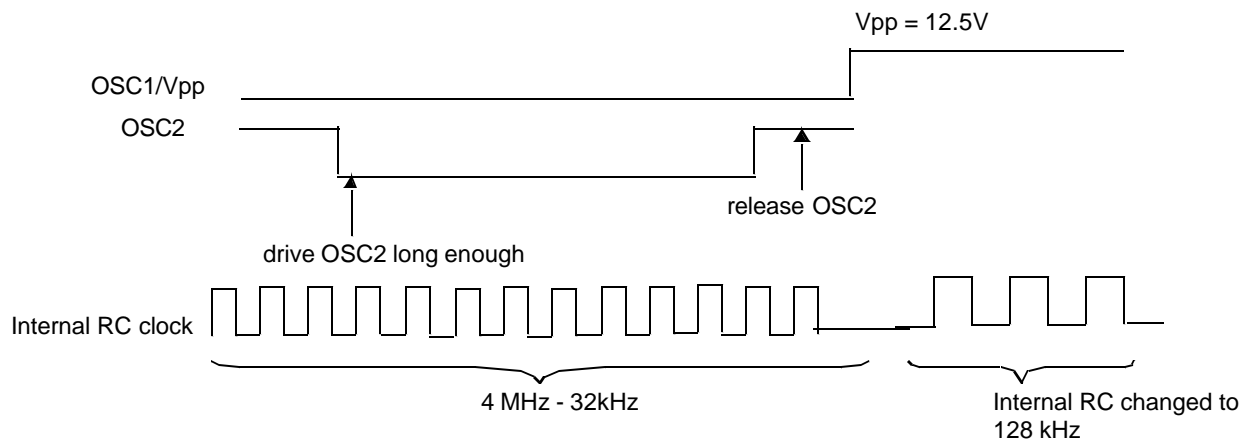 Vpp = 12.5V
OSC1/Vpp
OSC2
release OSC2
drive OSC2 long enough
Internal RC clock
4 MHz - 32kHz
Internal RC changed to
128 kHz